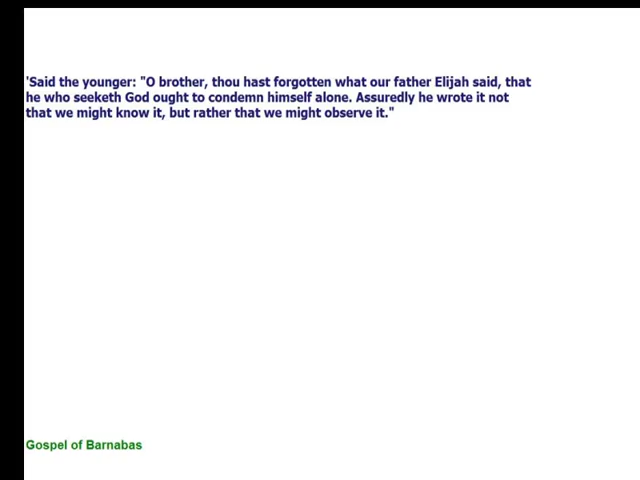 'Said the younger: "O brother, thou hast forgotten what our father Elijah said, that
he who seeketh God ought to condemn himself alone. Assuredly he wrote it not
that we might know it, but rather that we might observe it."
Gospel of Barnabas